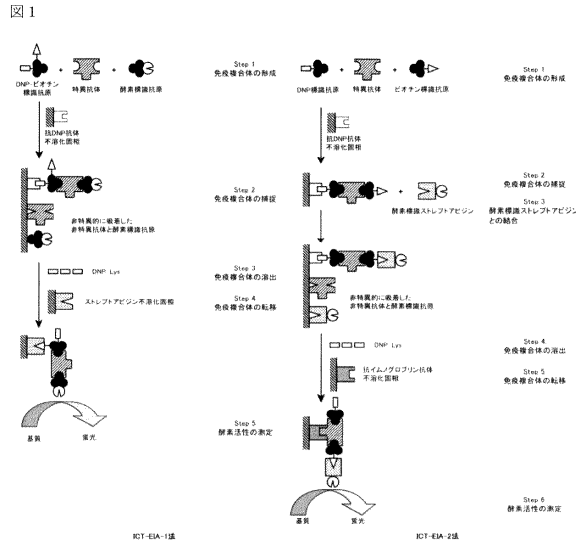 図1
DNP-ビオチン
標識抗原
特異抗体
酵素標識抗原
Step 1
免疫複合体の形成
抗DNP抗体
不溶化固相
Step 2
免疫複合体の捕捉
非特異的に吸着した
非特異抗体と酵素標識抗原
DNP Lys
Step 3
免疫複合体の溶出
Step 4
免疫複合体の転移
ストレプトアビジン不溶化固相
Step 5
酵素活性の測定
基質
蛍光
ICT-EIA-1法
DNP標識抗原
特異抗体
ビオチン標識抗原
Step 1
免疫複合体の形成
抗DNP抗体
不溶化固相
Step 2
免疫複合体の捕捉
Step 3
酵素標識ストレプトアビジン
との結合
酵素標識ストレプトアビジン
非特異的に吸着した
非特異抗体と酵素標識抗原
DNP Lys
Step 4
免疫複合体の溶出
抗イムノグロブリン抗体
不溶化固相
Step 5
免疫複合体の転移
Step 6
酵素活性の測定
基質
蛍光
ICT-EIA-2法